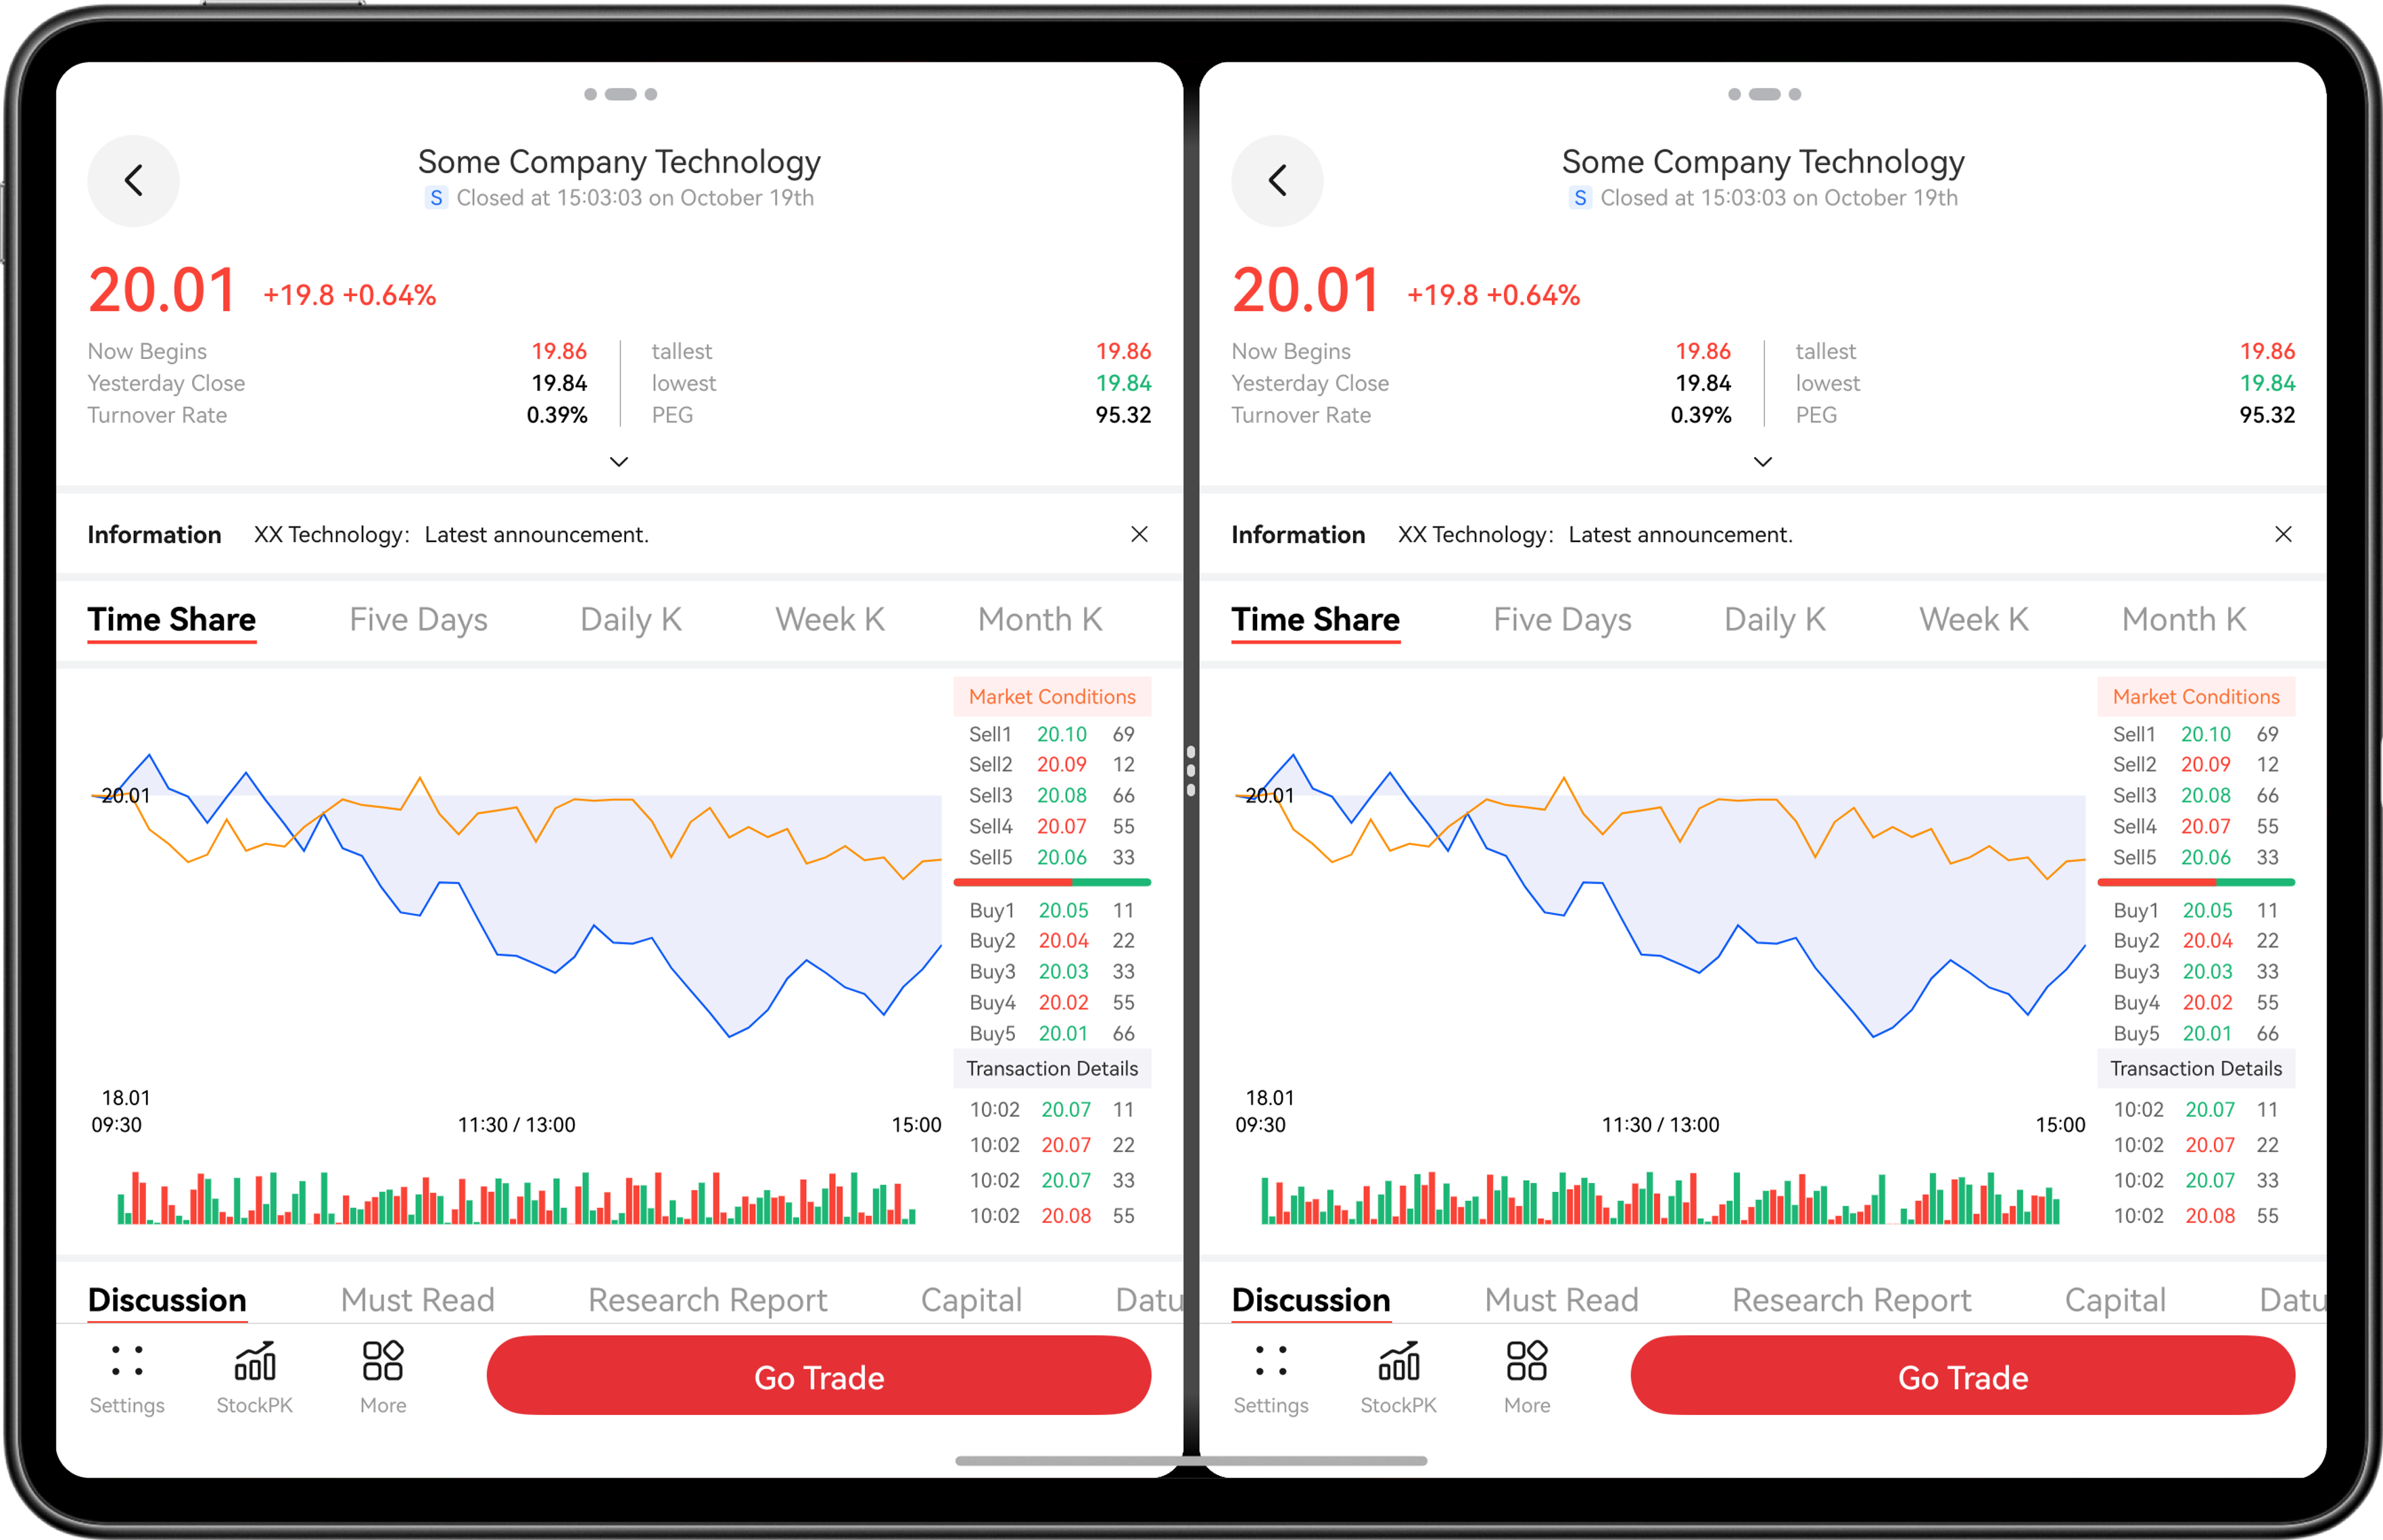 Some Company Technology
S Closed at 15:03:03 on October 19th
20.01 +19.8 +0.64%
Now Begins 19.86 tallest 19.86
Yesterday Close 19.84 lowest 19.84
Turnover Rate 0.39% PEG 95.32
Information XX Technology: Latest announcement.
Time Share Five Days Daily K Week K Month K
20.01
18.01
09:30 11:30 / 13:00 15:00
Market Conditions
Sell1 20.10 69
Sell2 20.09 12
Sell3 20.08 66
Sell4 20.07 55
Sell5 20.06 33
Buy1 20.05 11
Buy2 20.04 22
Buy3 20.03 33
Buy4 20.02 55
Buy5 20.01 66
Transaction Details
10:02 20.07 11
10:02 20.07 22
10:02 20.07 33
10:02 20.08 55
Discussion Must Read Research Report Capital Datu
Settings StockPK More Go Trade
Some Company Technology
S Closed at 15:03:03 on October 19th
20.01 +19.8 +0.64%
Now Begins 19.86 tallest 19.86
Yesterday Close 19.84 lowest 19.84
Turnover Rate 0.39% PEG 95.32
Information XX Technology: Latest announcement.
Time Share Five Days Daily K Week K Month K
20.01
18.01
09:30 11:30 / 13:00 15:00
Market Conditions
Sell1 20.10 69
Sell2 20.09 12
Sell3 20.08 66
Sell4 20.07 55
Sell5 20.06 33
Buy1 20.05 11
Buy2 20.04 22
Buy3 20.03 33
Buy4 20.02 55
Buy5 20.01 66
Transaction Details
10:02 20.07 11
10:02 20.07 22
10:02 20.07 33
10:02 20.08 55
Discussion Must Read Research Report Capital Datu
Settings StockPK More Go Trade